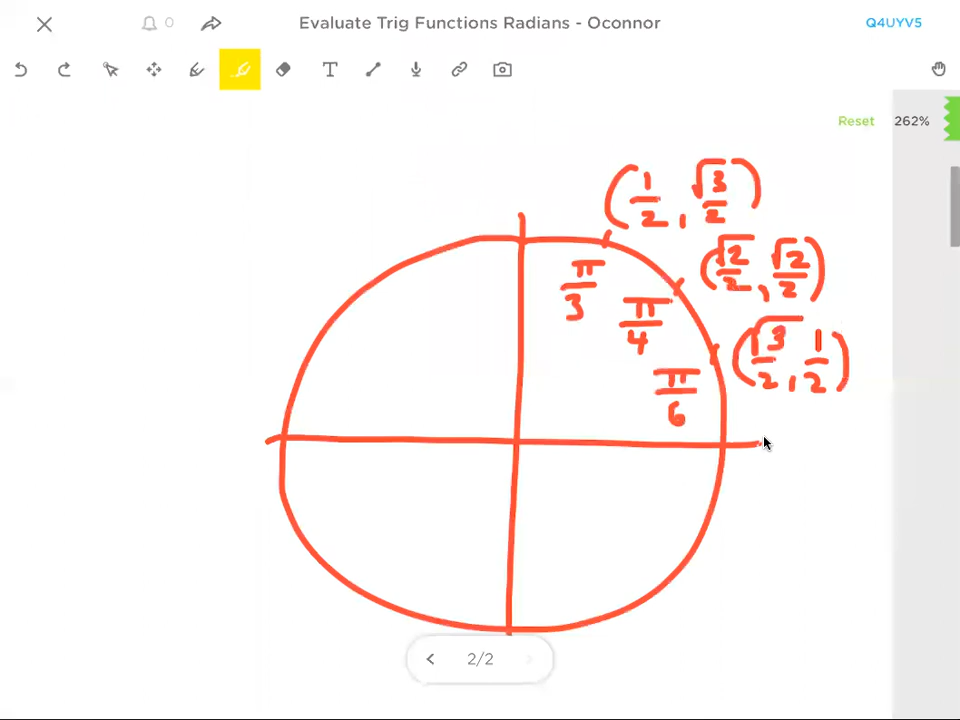 0 Evaluate Trig Functions Radians - Oconnor Q4UYV5
T
Reset 262%
(1/2, √3/2)
π/3 (√2/2, √2/2)
π/4 (√3/2, 1/2)
π/6
2/2